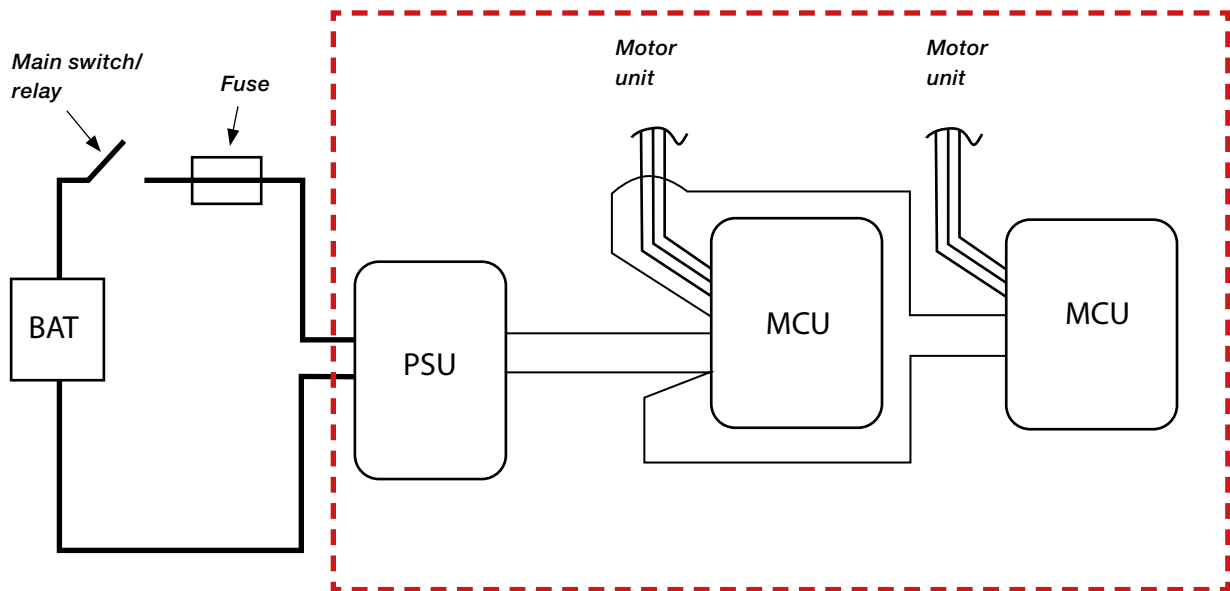 Main switch/
relay
Fuse
Motor
unit
Motor
unit
BAT
PSU
MCU
MCU